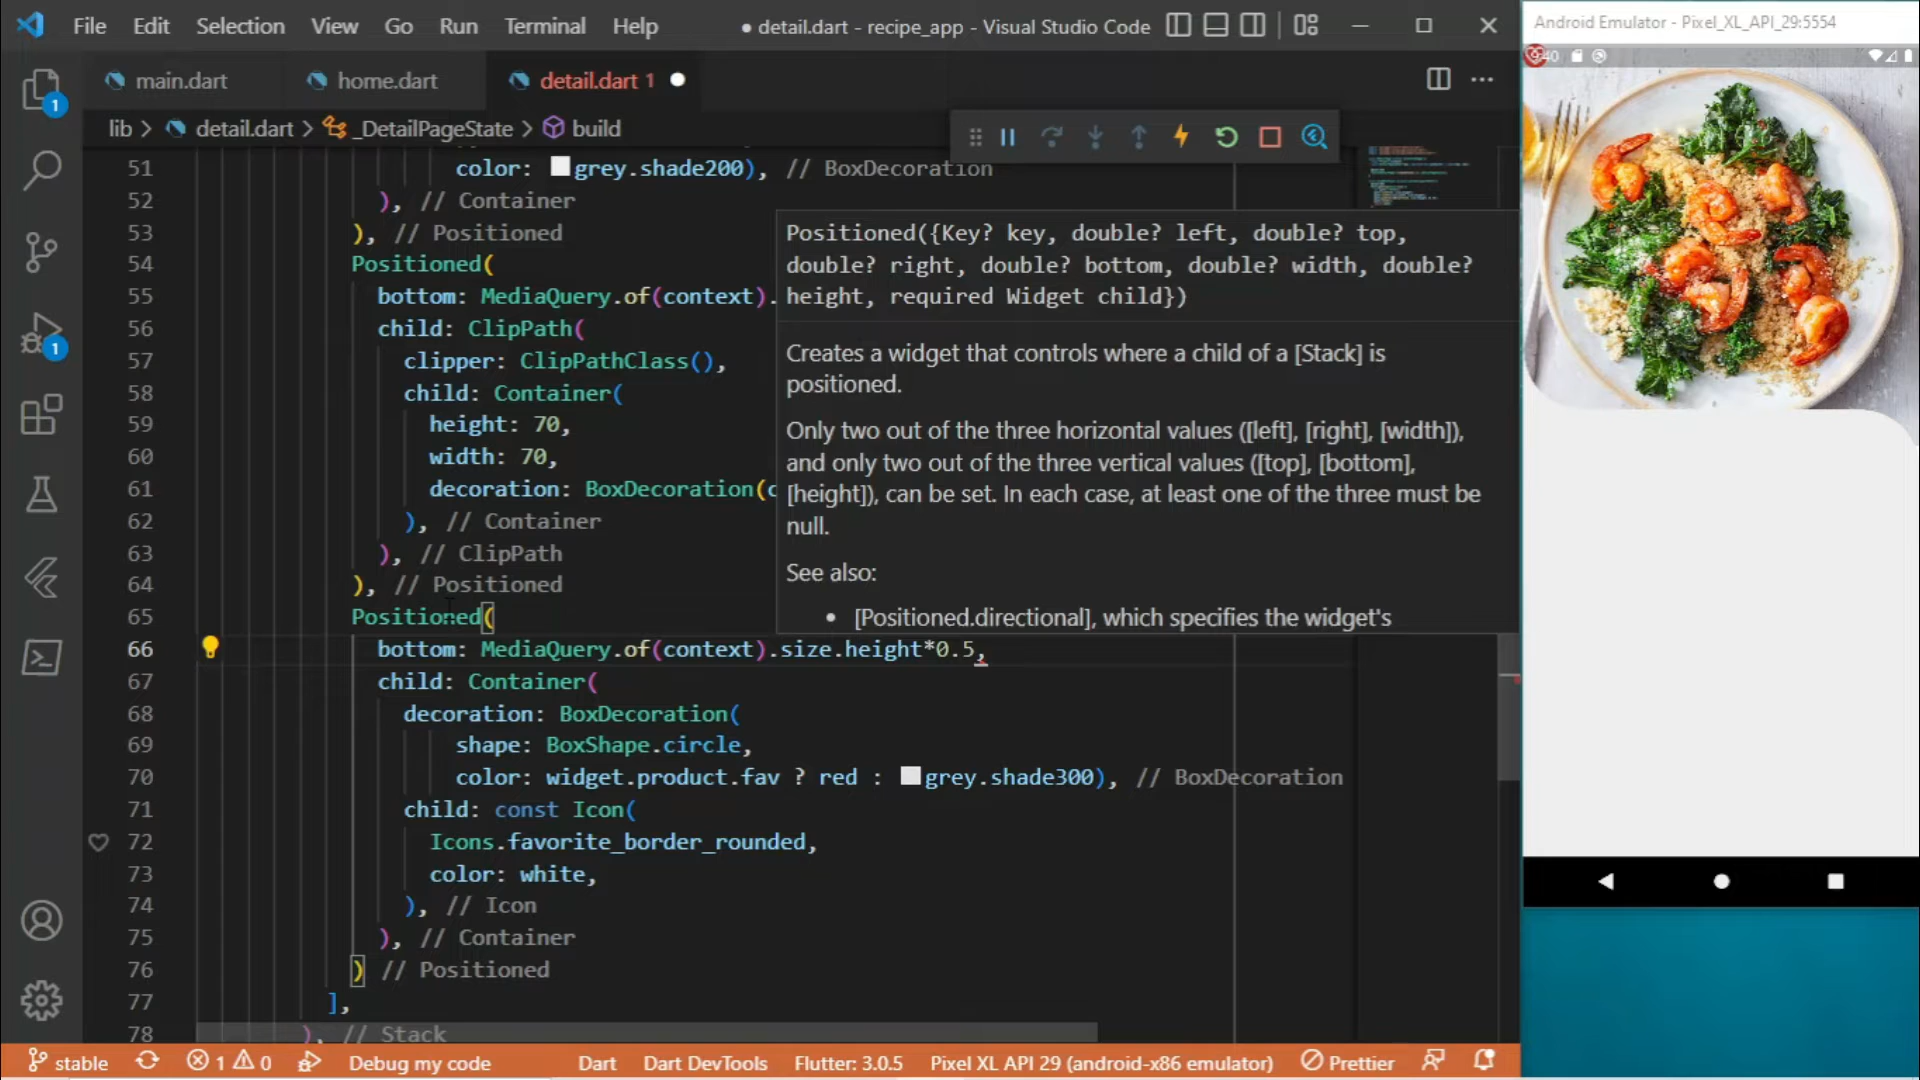 File Edit Selection View Go Run Terminal Help
● detail.dart - recipe_app - Visual Studio Code
Android Emulator - Pixel_XL_API_29:5554
main.dart home.dart detail.dart 1
lib > detail.dart > _DetailPageState > build
51 color: grey.shade200), // BoxDecoration
52 ), // Container
53 ), // Positioned
54 Positioned(
55 bottom: MediaQuery.of(context).
56 child: ClipPath(
57 clipper: ClipPathClass(),
58 child: Container(
59 height: 70,
60 width: 70,
61 decoration: BoxDecoration(c
62 ), // Container
63 ), // ClipPath
64 ), // Positioned
65 Positioned(
66 bottom: MediaQuery.of(context).size.height*0.5,
67 child: Container(
68 decoration: BoxDecoration(
69 shape: BoxShape.circle,
70 color: widget.product.fav ? red : grey.shade300), // BoxDecoration
71 child: const Icon(
72 Icons.favorite_border_rounded,
73 color: white,
74 ), // Icon
75 ), // Container
76 ) // Positioned
77 ],
78 ), // Stack
Positioned({Key? key, double? left, double? top,
double? right, double? bottom, double? width, double?
height, required Widget child})
Creates a widget that controls where a child of a [Stack] is
positioned.
Only two out of the three horizontal values ([left], [right], [width]),
and only two out of the three vertical values ([top], [bottom],
[height]), can be set. In each case, at least one of the three must be
null.
See also:
• [Positioned.directional], which specifies the widget's
1
1
stable 1 0 Debug my code Dart Dart DevTools Flutter: 3.0.5 Pixel XL API 29 (android-x86 emulator) Prettier